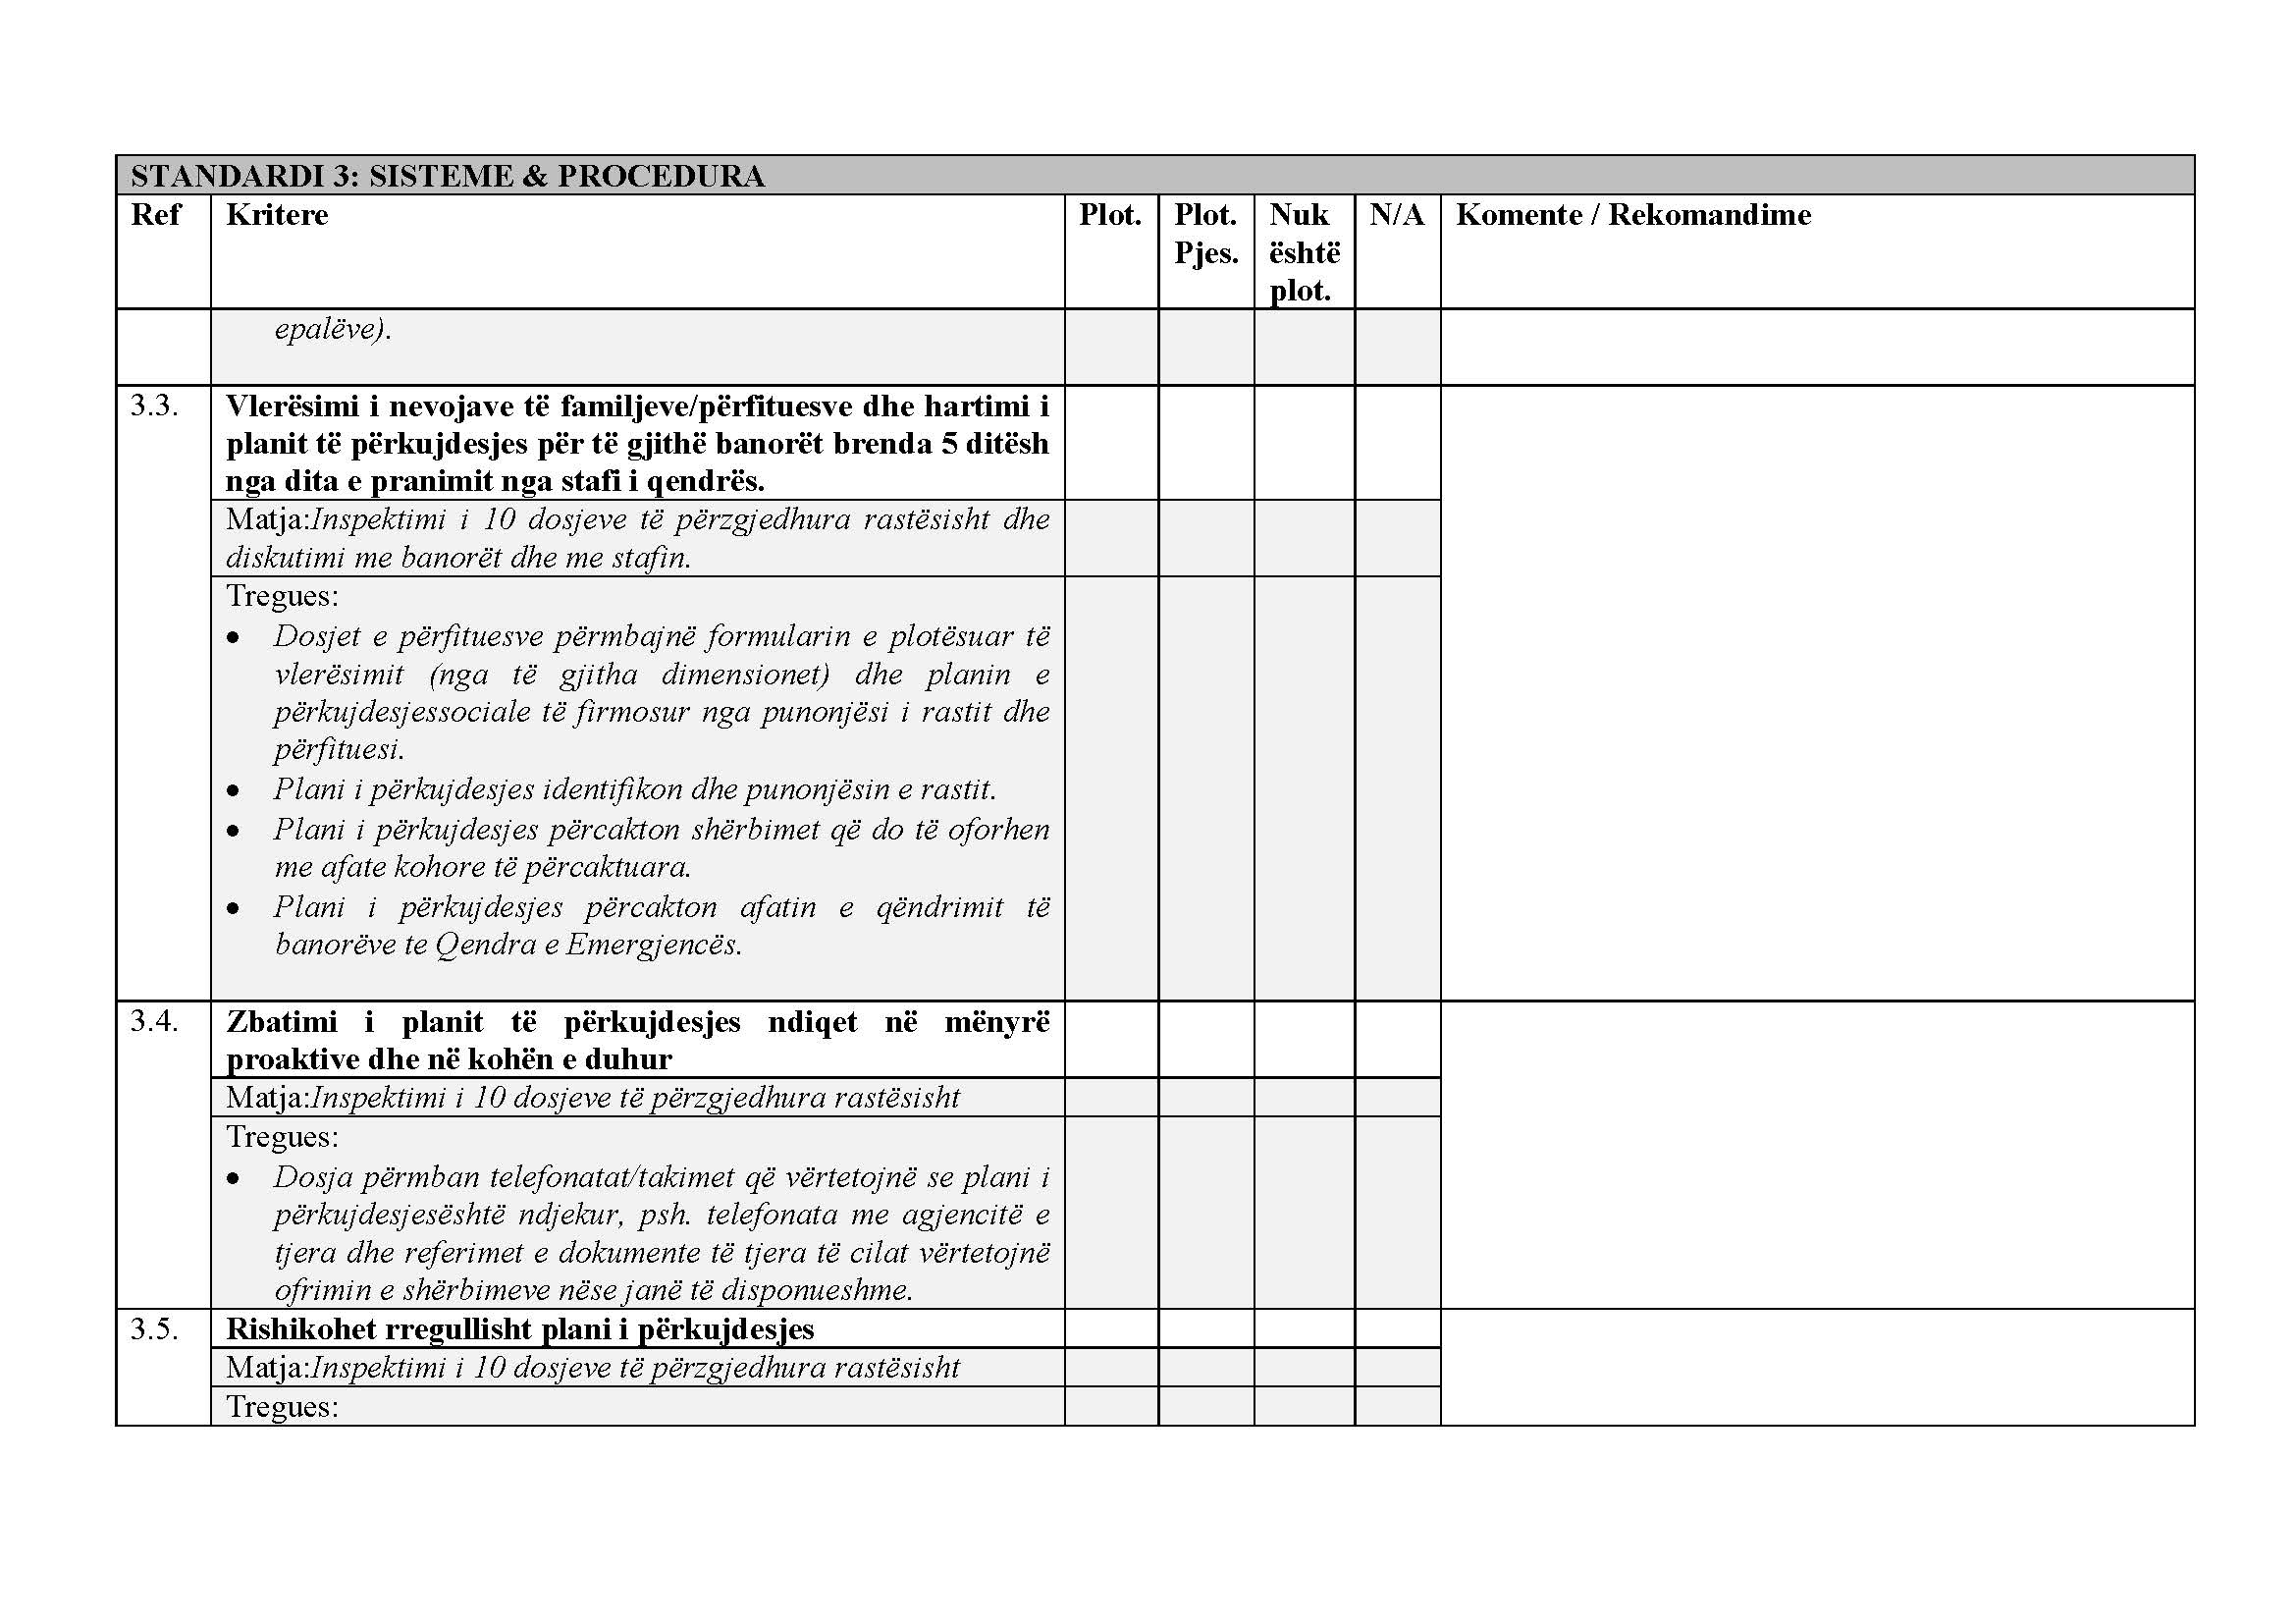 STANDARDI 3: SISTEME & PROCEDURA
Ref Kritere Plot. Plot. Nuk N/A Komente / Rekomandime
Pjes. është
plot.
epalëve).
3.3. Vlerësimi i nevojave të familjeve/përfituesve dhe hartimi i
planit të përkujdesjes për të gjithë banorët brenda 5 ditësh
nga dita e pranimit nga stafi i qendrës.
Matja:Inspektimi i 10 dosjeve të përzgjedhura rastësisht dhe
diskutimi me banorët dhe me stafin.
Tregues:
• Dosjet e përfituesve përmbajnë formularin e plotësuar të
vlerësimit (nga të gjitha dimensionet) dhe planin e
përkujdesjessociale të firmosur nga punonjësi i rastit dhe
përfituesi.
• Plani i përkujdesjes identifikon dhe punonjësin e rastit.
• Plani i përkujdesjes përcakton shërbimet që do të oforhen
me afate kohore të përcaktuara.
• Plani i përkujdesjes përcakton afatin e qëndrimit të
banorëve te Qendra e Emergjencës.
3.4. Zbatimi i planit të përkujdesjes ndiqet në mënyrë
proaktive dhe në kohën e duhur
Matja:Inspektimi i 10 dosjeve të përzgjedhura rastësisht
Tregues:
• Dosja përmban telefonatat/takimet që vërtetojnë se plani i
përkujdesjesështë ndjekur, psh. telefonata me agjencitë e
tjera dhe referimet e dokumente të tjera të cilat vërtetojnë
ofrimin e shërbimeve nëse janë të disponueshme.
3.5. Rishikohet rregullisht plani i përkujdesjes
Matja:Inspektimi i 10 dosjeve të përzgjedhura rastësisht
Tregues: